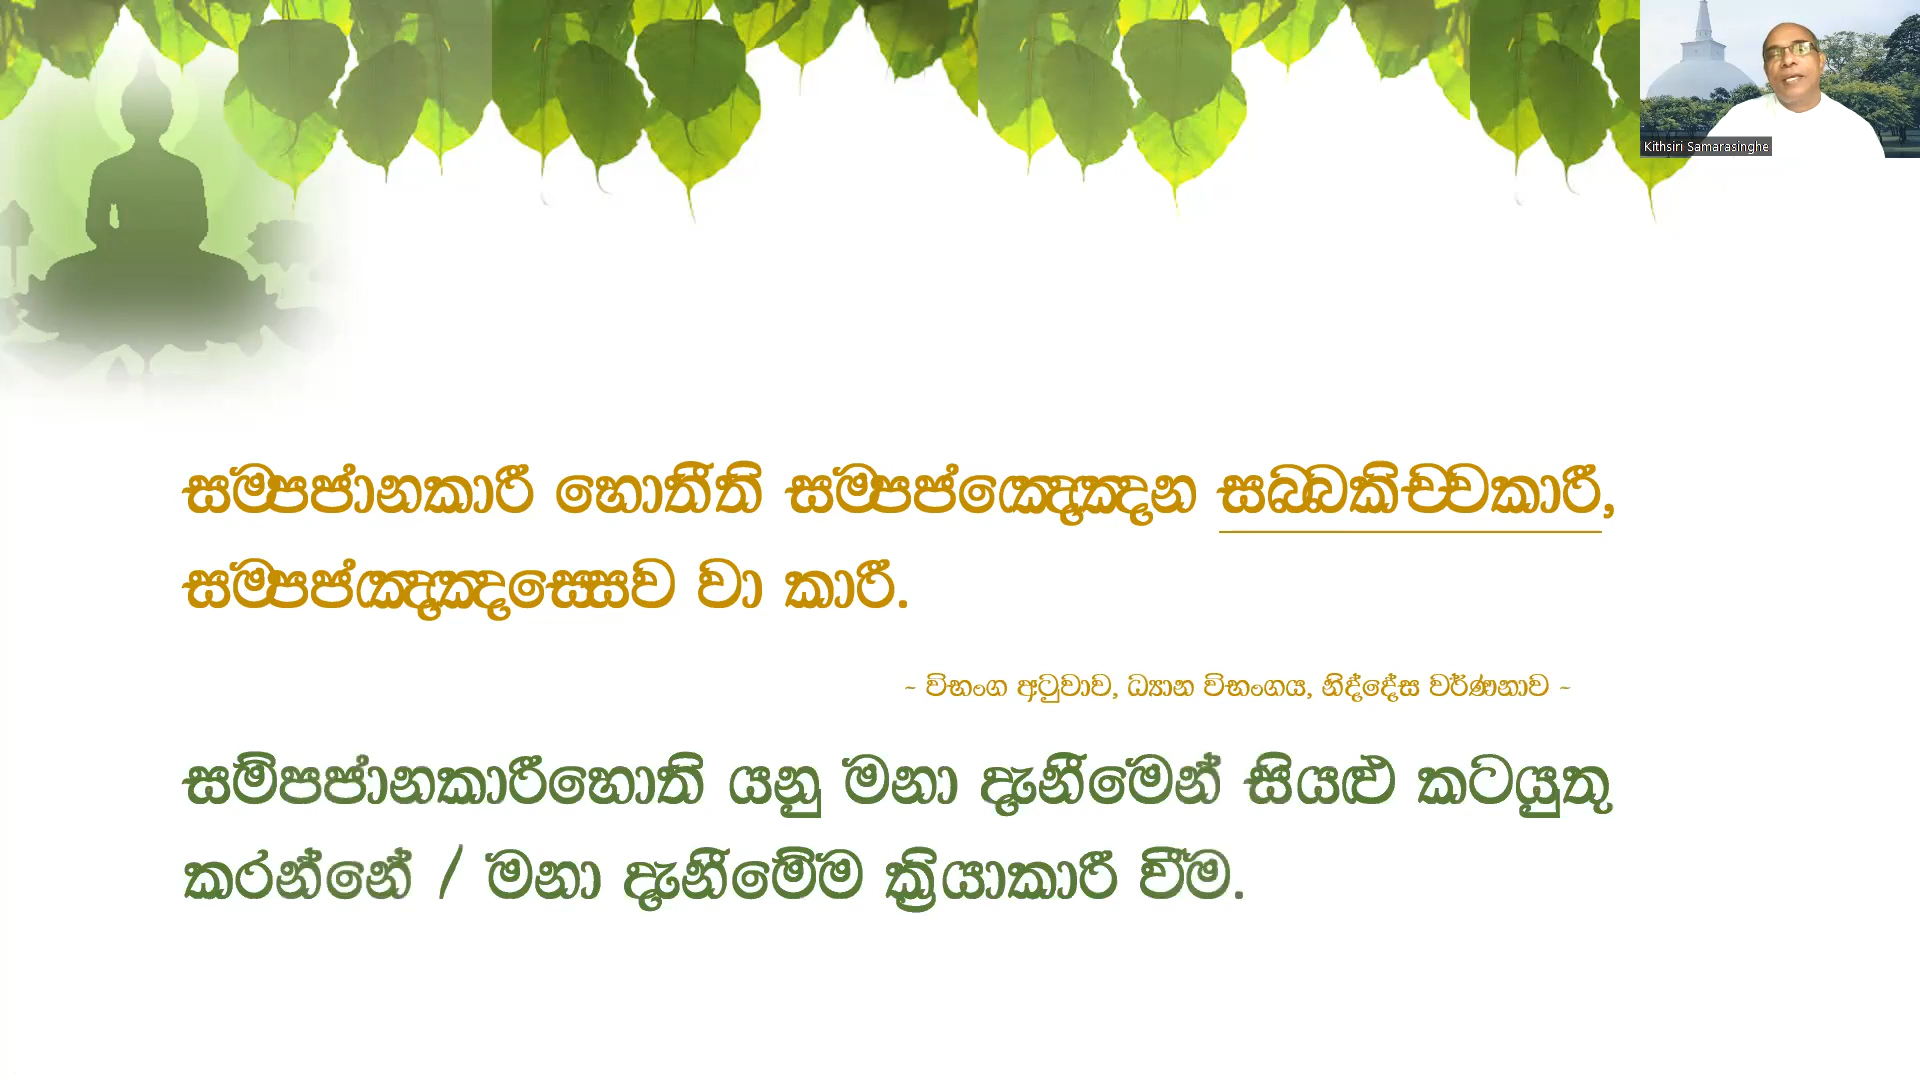 Kithsiri Samarasinghe
සම‍්පජානකාරී හොතීති සම‍්පජඤ‍්ඤෙන සබ‍්බකිච‍්චකාරී,
සම‍්පජඤ‍්ඤස‍්සෙව වා කාරී.
~ විභංග අටුවාව, ධ්‍යාන විභංගය, නිද්දේස වර්ණනාව ~
සම්පජානකාරීහොති යනු මනා දැනීමෙන් සියළු කටයුතු
කරන්නේ / මනා දැනීමේම ක්‍රියාකාරී වීම.